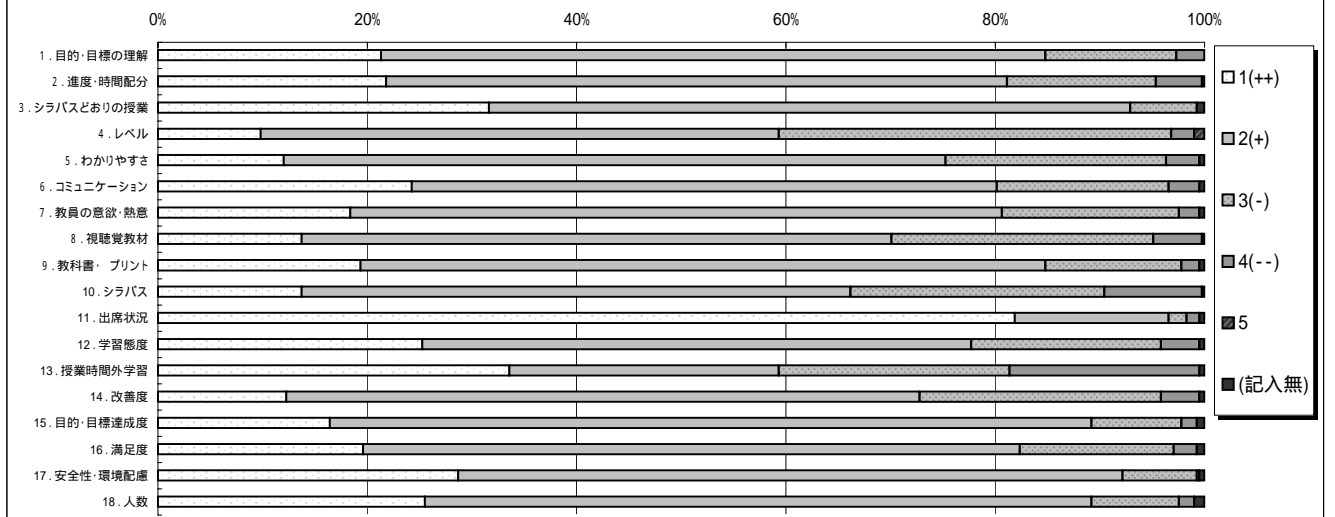 0% 20% 40% 60% 80% 100%
1.目的･目標の理解
2.進度･時間配分
3.シラバスどおりの授業
4.レベル
5.わかりやすさ
6.コミュニケーション
7.教員の意欲･熱意
8.視聴覚教材
9.教科書･ プリント
10.シラバス
11.出席状況
12.学習態度
13.授業時間外学習
14.改善度
15.目的･目標達成度
16.満足度
17.安全性･環境配慮
18.人数
1(++)
2(+)
3(-)
4(--)
5
(記入無)